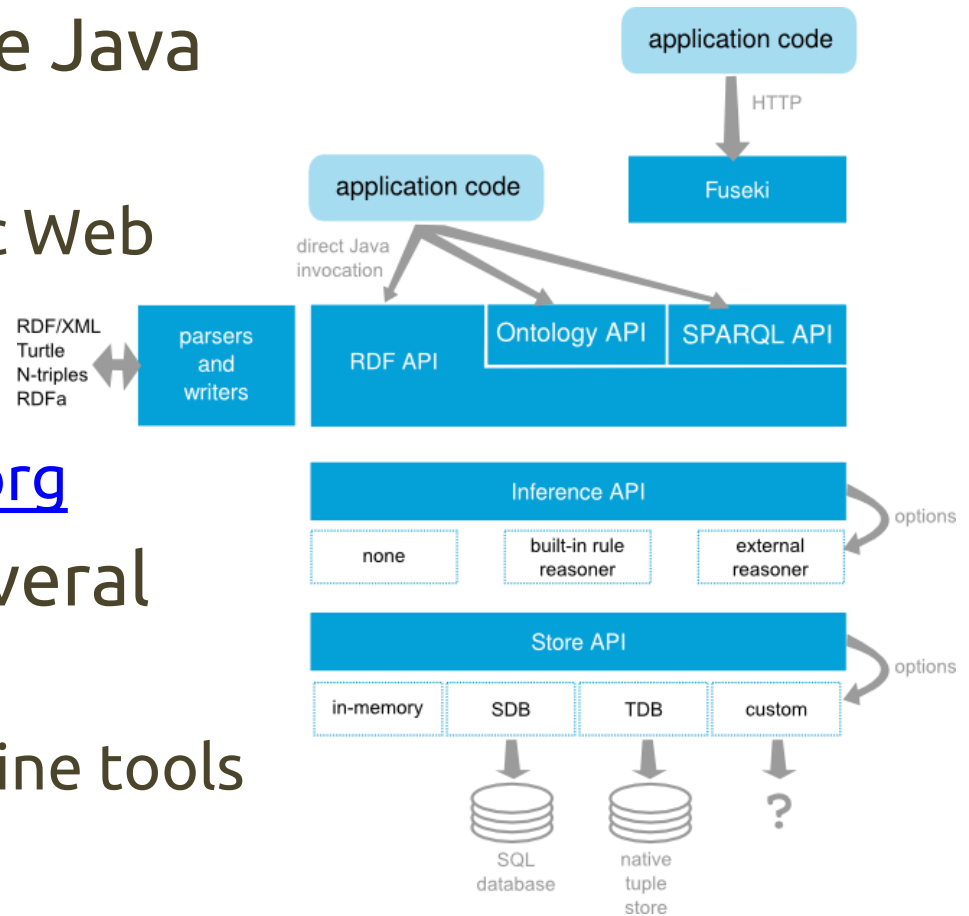 e Java
c Web
org
veral
ine tools
application code
HTTP
Fuseki
application code
direct Java
invocation
RDF/XML
Turtle
N-triples
RDFa
parsers
and
writers
RDF API
Ontology API
SPARQL API
Inference API
options
none
built-in rule
reasoner
external
reasoner
Store API
options
in-memory
SDB
TDB
custom
?
SQL
database
native
tuple
store